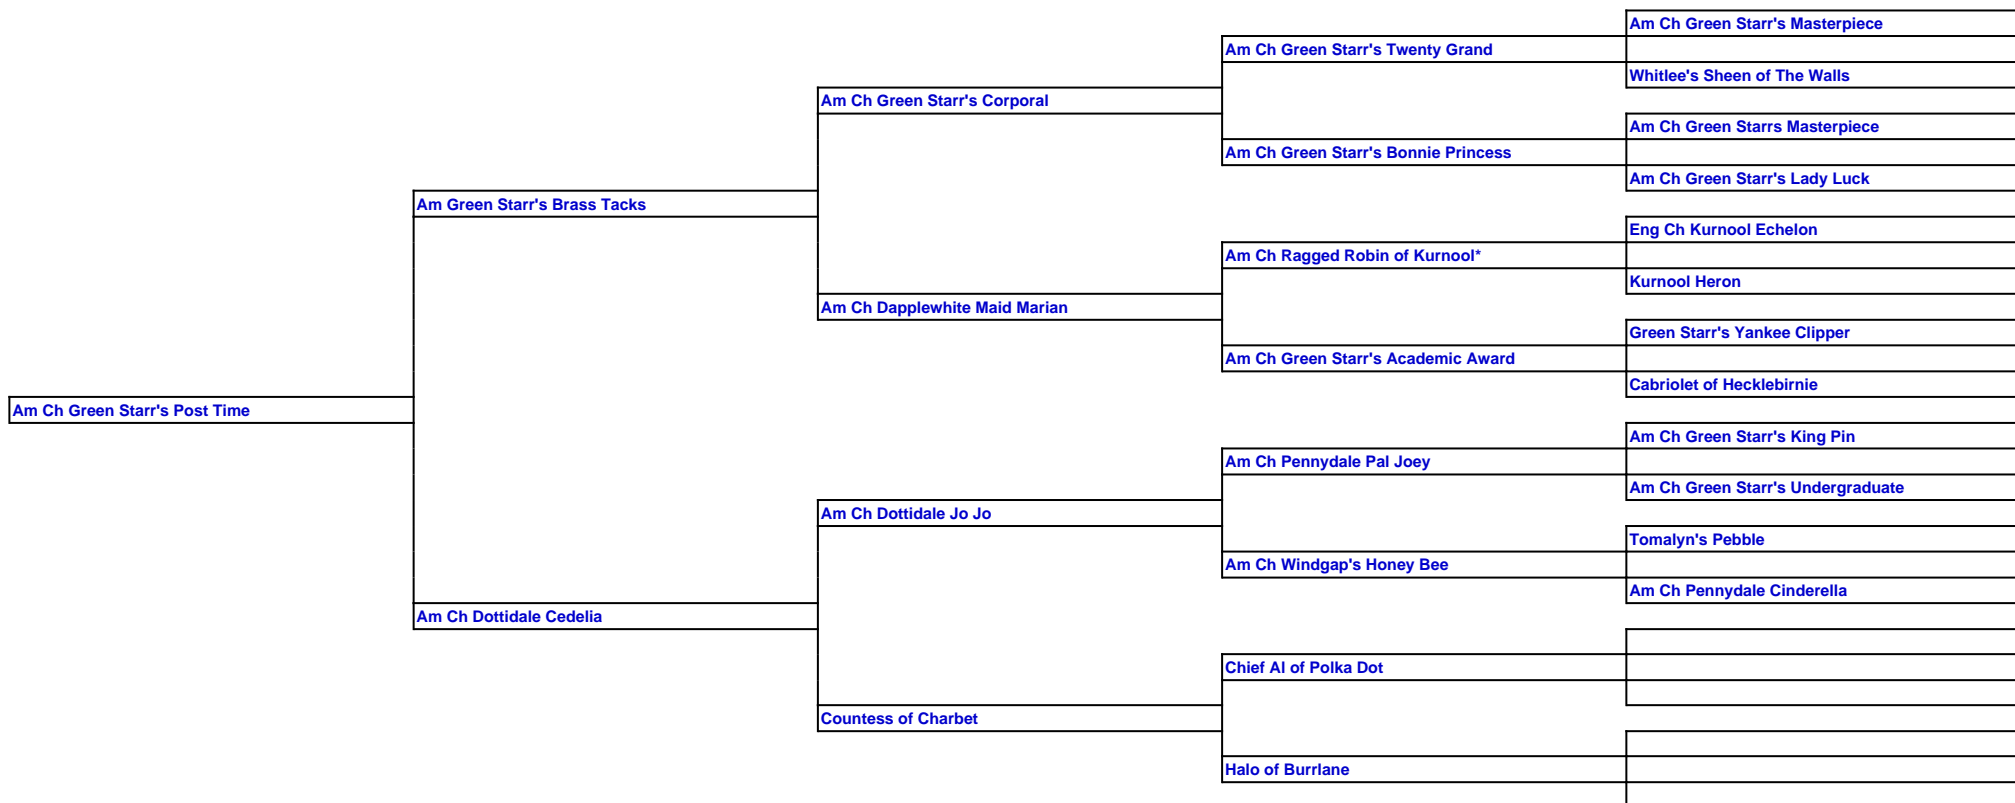 Am Ch Green Starr's Masterpiece
Am Ch Green Starr's Twenty Grand
Whitlee's Sheen of The Walls
Am Ch Green Starr's Corporal
Am Ch Green Starrs Masterpiece
Am Ch Green Starr's Bonnie Princess
Am Ch Green Starr's Lady Luck
Am Green Starr's Brass Tacks
Eng Ch Kurnool Echelon
Am Ch Ragged Robin of Kurnool*
Kurnool Heron
Am Ch Dapplewhite Maid Marian
Green Starr's Yankee Clipper
Am Ch Green Starr's Academic Award
Cabriolet of Hecklebirnie
Am Ch Green Starr's Post Time
Am Ch Green Starr's King Pin
Am Ch Pennydale Pal Joey
Am Ch Green Starr's Undergraduate
Am Ch Dottidale Jo Jo
Tomalyn's Pebble
Am Ch Windgap's Honey Bee
Am Ch Pennydale Cinderella
Am Ch Dottidale Cedelia
Chief Al of Polka Dot
Countess of Charbet
Halo of Burrlane